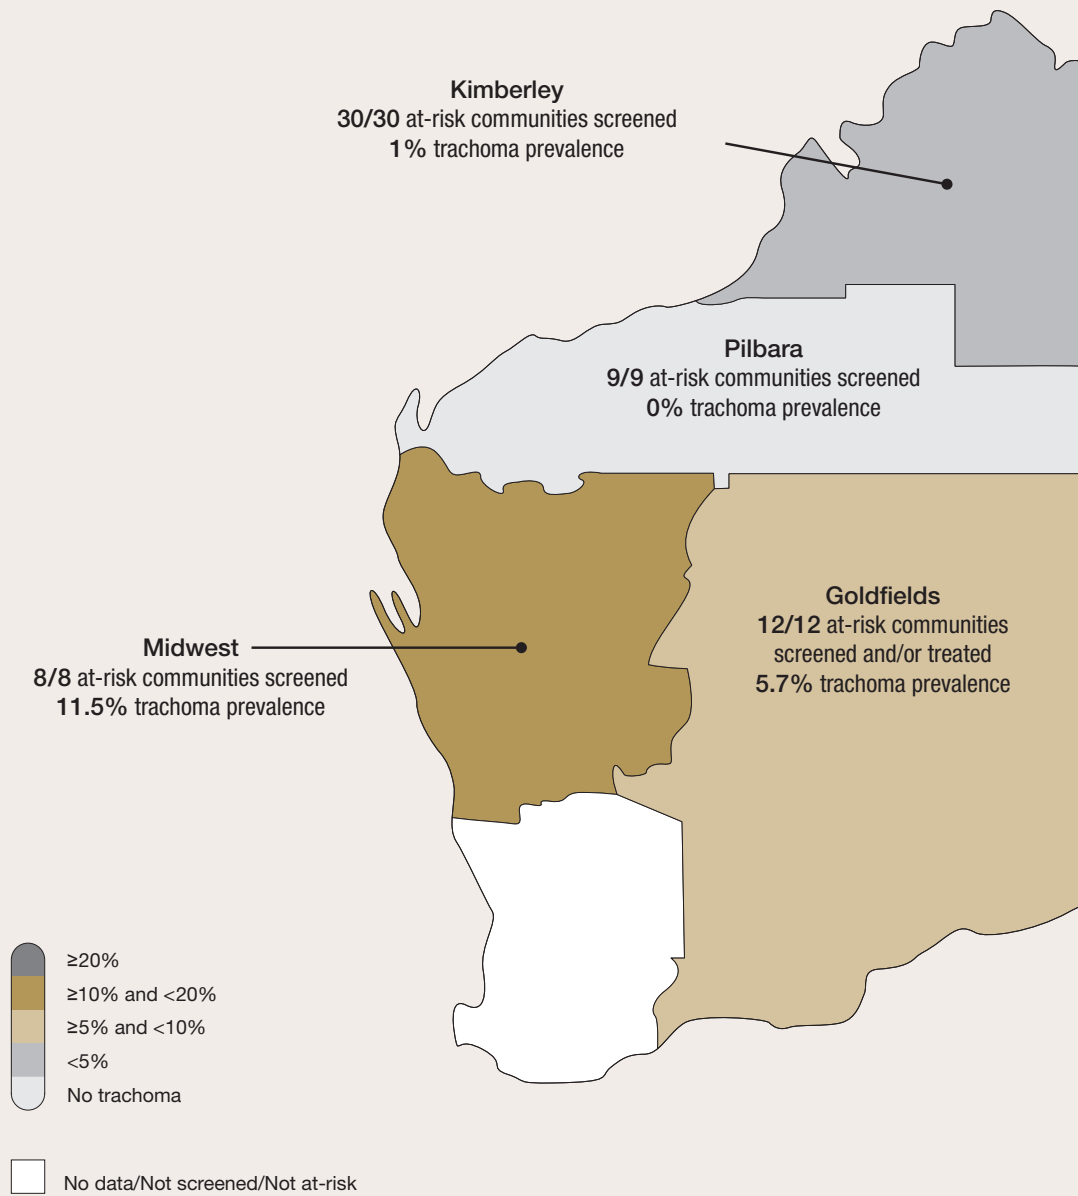 Kimberley
30/30 at-risk communities screened
1% trachoma prevalence
Pilbara
9/9 at-risk communities screened
0% trachoma prevalence
Goldfields
12/12 at-risk communities
screened and/or treated
5.7% trachoma prevalence
Midwest
8/8 at-risk communities screened
11.5% trachoma prevalence
≥20%
≥10% and <20%
≥5% and <10%
<5%
No trachoma
No data/Not screened/Not at-risk